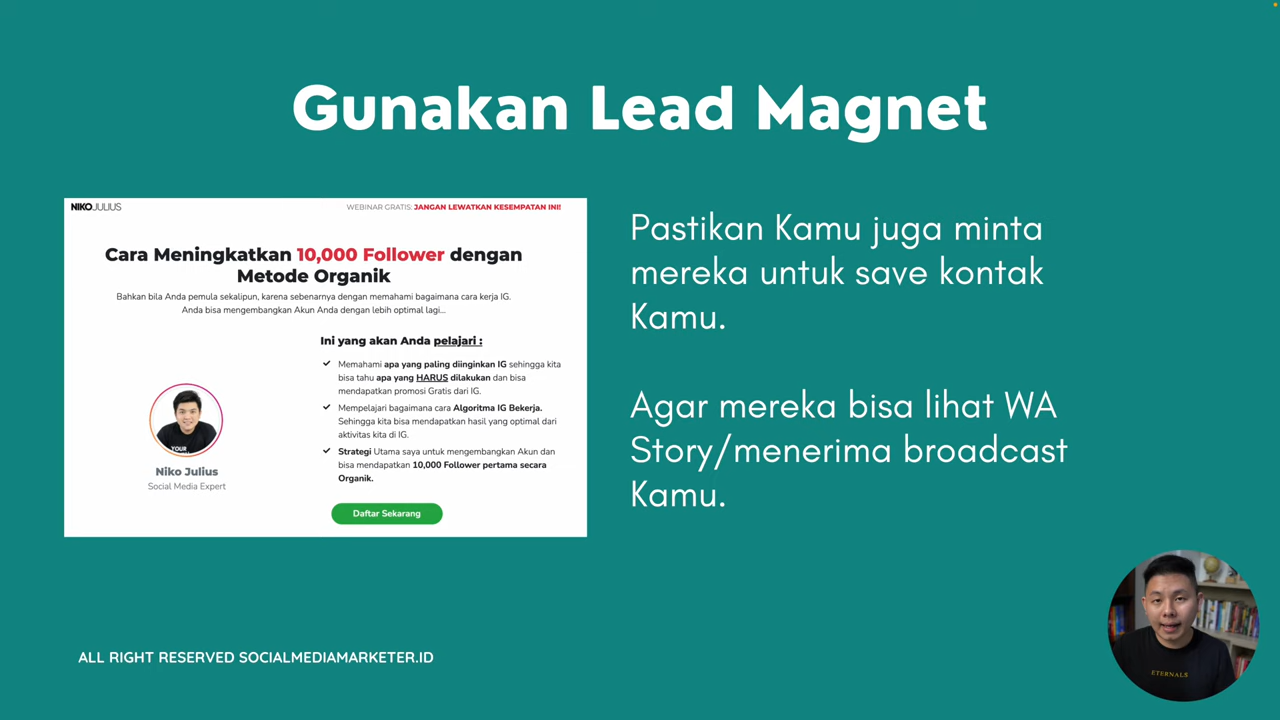 Gunakan Lead Magnet
NIKOJULIUS
WEBINAR GRATIS: JANGAN LEWATKAN KESEMPATAN INI!
Cara Meningkatkan 10,000 Follower dengan
Metode Organik
Bahkan bila Anda pemula sekalipun, karena sebenarnya dengan memahami bagaimana cara kerja IG.
Anda bisa mengembangkan Akun Anda dengan lebih optimal lagi...
Ini yang akan Anda pelajari :
Memahami apa yang paling diinginkan IG sehingga kita
bisa tahu apa yang HARUS dilakukan dan bisa
mendapatkan promosi Gratis dari IG.
Mempelajari bagaimana cara Algoritma IG Bekerja.
Sehingga kita bisa mendapatkan hasil yang optimal dari
aktivitas kita di IG.
Strategi Utama saya untuk mengembangkan Akun dan
bisa mendapatkan 10,000 Follower pertama secara
Organik.
YOUR
Niko Julius
Social Media Expert
Daftar Sekarang
Pastikan Kamu juga minta
mereka untuk save kontak
Kamu.
Agar mereka bisa lihat WA
Story/menerima broadcast
Kamu.
ETERNALS
ALL RIGHT RESERVED SOCIALMEDIAMARKETER.ID